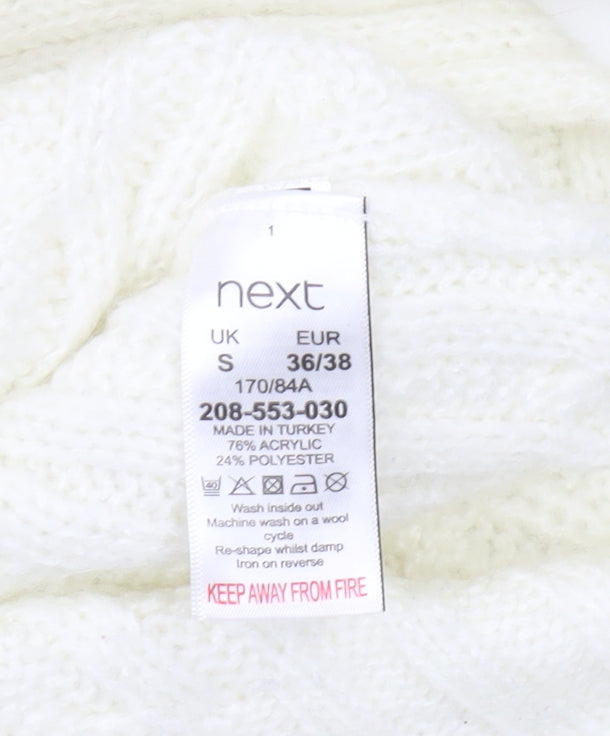 1
next
UK EUR
S 36/38
170/84A
208-553-030
MADE IN TURKEY
76% ACRYLIC
24% POLYESTER
40
Wash inside out
Machine wash on a wool
cycle
Re-shape whilst damp
Iron on reverse
KEEP AWAY FROM FIRE